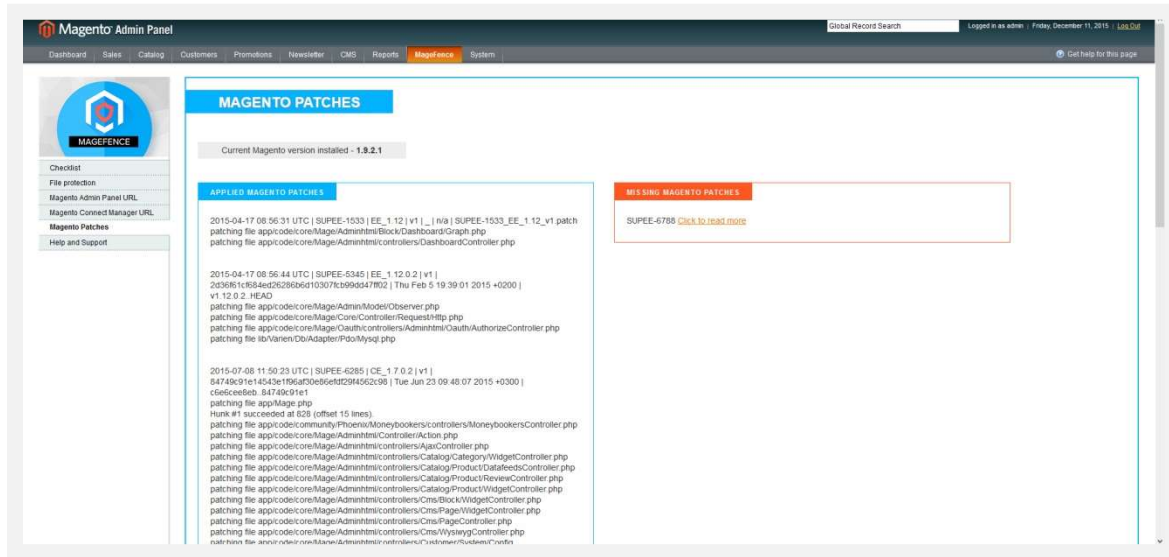 Magento Admin Panel
Global Record Search
Logged in as admin | Friday, December 11, 2015 | Log Out
Dashboard Sales Catalog Customers Promotions Newsletter CMS Reports MageFence System
Get help for this page
MAGEFENCE
Checklist
File protection
Magento Admin Panel URL
Magento Connect Manager URL
Magento Patches
Help and Support
MAGENTO PATCHES
Current Magento version installed - 1.9.2.1
APPLIED MAGENTO PATCHES
2015-04-17 08:56:31 UTC | SUPEE-1533 | EE_1.12 | v1 | _ | n/a | SUPEE-1533_EE_1.12_v1.patch
patching file app/code/core/Mage/Adminhtml/Block/Dashboard/Graph.php
patching file app/code/core/Mage/Adminhtml/controllers/DashboardController.php
2015-04-17 08:56:44 UTC | SUPEE-5345 | EE_1.12.0.2 | v1 |
2d36f61cf684ed26286b6d10307fcb99dd47ff02 | Thu Feb 5 19:39:01 2015 +0200 |
v1.12.0.2..HEAD
patching file app/code/core/Mage/Admin/Model/Observer.php
patching file app/code/core/Mage/Core/Controller/Request/Http.php
patching file app/code/core/Mage/Oauth/controllers/Adminhtml/Oauth/AuthorizeController.php
patching file lib/Varien/Db/Adapter/Pdo/Mysql.php
2015-07-08 11:50:23 UTC | SUPEE-6285 | CE_1.7.0.2 | v1 |
84749c91e14543e1f96af30e86efdf29f4562c98 | Tue Jun 23 09:48:07 2015 +0300 |
c6e6cee8eb..84749c91e1
patching file app/Mage.php
Hunk #1 succeeded at 828 (offset 15 lines).
patching file app/code/community/Phoenix/Moneybookers/controllers/MoneybookersController.php
patching file app/code/core/Mage/Adminhtml/Controller/Action.php
patching file app/code/core/Mage/Adminhtml/controllers/AjaxController.php
patching file app/code/core/Mage/Adminhtml/controllers/Catalog/Category/WidgetController.php
patching file app/code/core/Mage/Adminhtml/controllers/Catalog/Product/DatafeedsController.php
patching file app/code/core/Mage/Adminhtml/controllers/Catalog/Product/ReviewController.php
patching file app/code/core/Mage/Adminhtml/controllers/Catalog/Product/WidgetController.php
patching file app/code/core/Mage/Adminhtml/controllers/Cms/Block/WidgetController.php
patching file app/code/core/Mage/Adminhtml/controllers/Cms/Page/WidgetController.php
patching file app/code/core/Mage/Adminhtml/controllers/Cms/PageController.php
patching file app/code/core/Mage/Adminhtml/controllers/Cms/WysiwygController.php
patching file app/code/core/Mage/Adminhtml/controllers/Customer/System/Config
MISSING MAGENTO PATCHES
SUPEE-6788 Click to read more